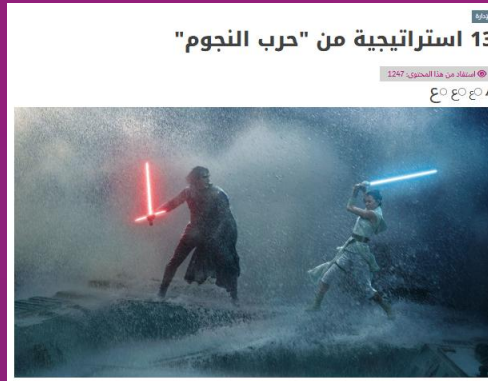 13 استراتيجية من "حرب النجوم"
استفاد من هذا المحتوى: 1247
ع ع ع